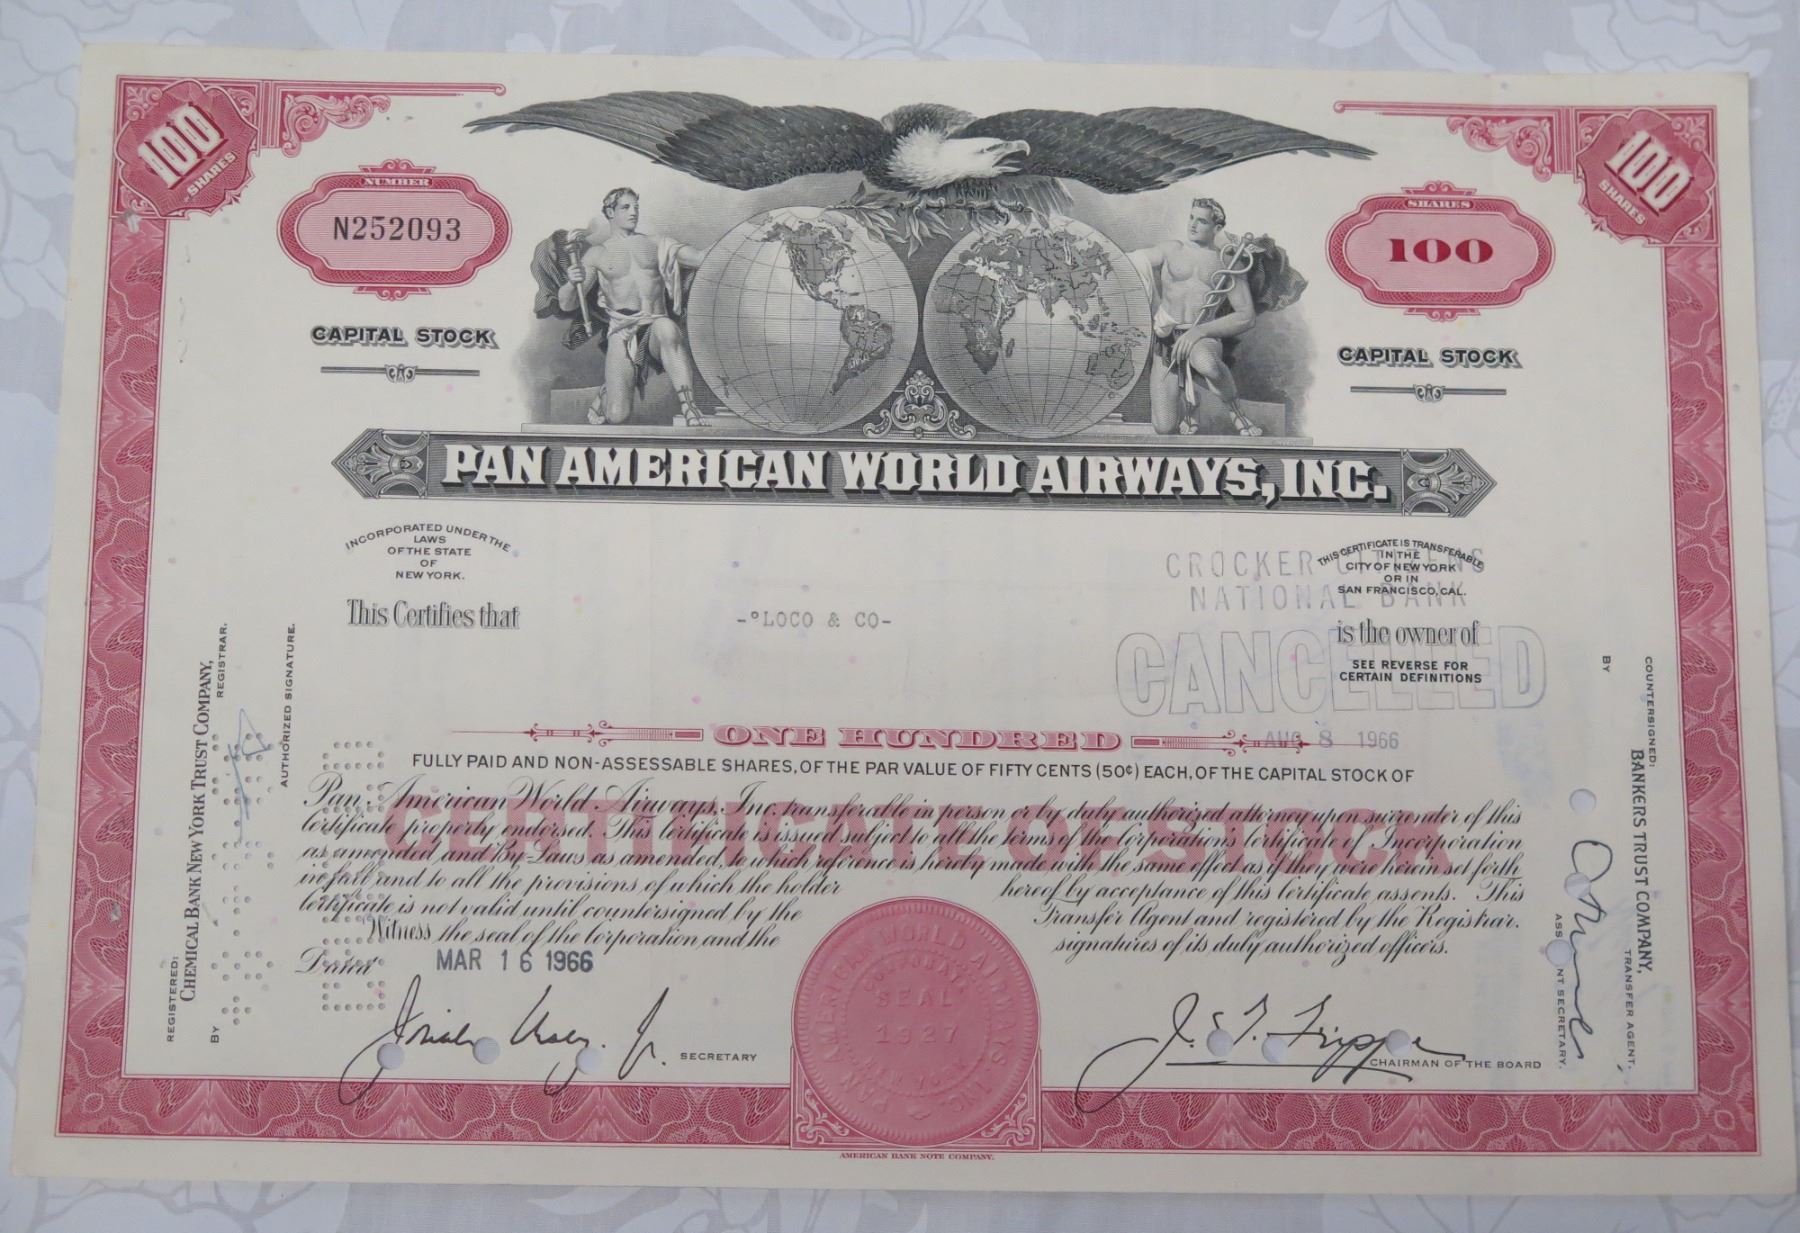 100
SHARES
100
SHARES
NUMBER
N252093
SHARES
100
CAPITAL STOCK
CAPITAL STOCK
PAN AMERICAN WORLD AIRWAYS, INC.
INCORPORATED UNDER THE
LAWS
OF THE STATE
OF
NEW YORK.
THIS CERTIFICATE IS TRANSFERABLE
IN THE
CITY OF NEW YORK
OR IN
SAN FRANCISCO, CAL.
CROCKER CITIZENS
NATIONAL BANK
This Certifies that
-°LOCO & CO-
is the owner of
CANCELLED
SEE REVERSE FOR
CERTAIN DEFINITIONS
AUG 8 1966
ONE HUNDRED
FULLY PAID AND NON-ASSESSABLE SHARES, OF THE PAR VALUE OF FIFTY CENTS (50¢) EACH, OF THE CAPITAL STOCK OF
CERTIFICATE OF STOCK
Pan American World Airways, Inc. transferable in person or by duly authorized attorney upon surrender of this
Certificate properly endorsed. This Certificate is issued subject to all the terms of the Corporation's Certificate of Incorporation
as amended and By-Laws as amended, to which reference is hereby made with the same effect as if they were herein set forth
in full and to all the provisions of which the holder hereof by acceptance of this Certificate assents. This
Certificate is not valid until countersigned by the Transfer Agent and registered by the Registrar.
Witness the seal of the Corporation and the signatures of its duly authorized officers.
Dated
MAR 16 1966
SECRETARY
CHAIRMAN OF THE BOARD
PAN AMERICAN WORLD AIRWAYS, INC.
CORPORATE
SEAL
1927
NEW YORK
REGISTERED:
CHEMICAL BANK NEW YORK TRUST COMPANY,
REGISTRAR.
BY
AUTHORIZED SIGNATURE.
COUNTERSIGNED:
BANKERS TRUST COMPANY,
TRANSFER AGENT.
BY
ASS NT SECRETARY.
AMERICAN BANK NOTE COMPANY.